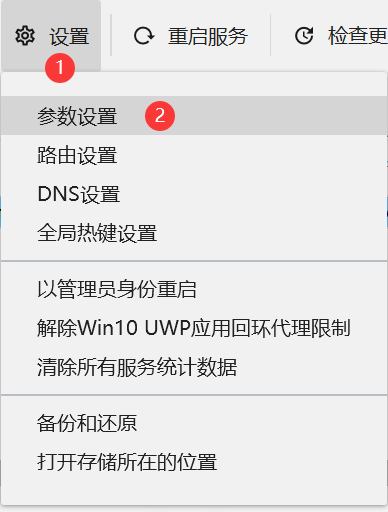 设置 重启服务 检查更
1
参数设置 2
路由设置
DNS设置
全局热键设置
以管理员身份重启
解除Win10 UWP应用回环代理限制
清除所有服务统计数据
备份和还原
打开存储所在的位置